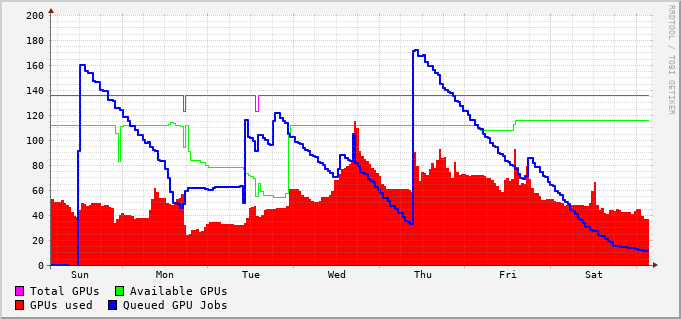 200
180
160
140
120
100
80
60
40
20
0
Sun Mon Tue Wed Thu Fri Sat
Total GPUs Available GPUs
GPUs used Queued GPU Jobs
RRDTOOL / TOBI OETIKER